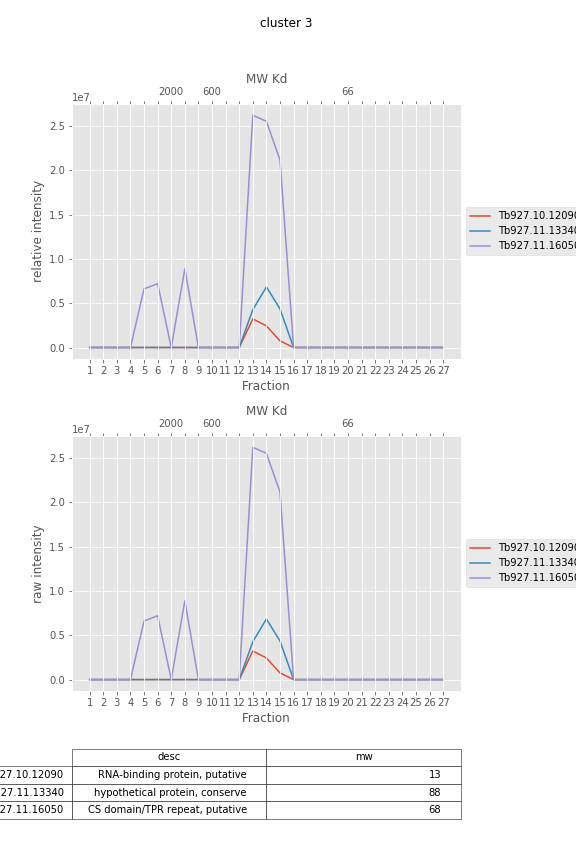 cluster 3
MW Kd
2000 600 66
1e7
2.5
2.0
1.5
1.0
0.5
0.0
relative intensity
1 2 3 4 5 6 7 8 9 10 11 12 13 14 15 16 17 18 19 20 21 22 23 24 25 26 27
Fraction
Tb927.10.12090
Tb927.11.13340
Tb927.11.16050
MW Kd
2000 600 66
1e7
2.5
2.0
1.5
1.0
0.5
0.0
raw intensity
1 2 3 4 5 6 7 8 9 10 11 12 13 14 15 16 17 18 19 20 21 22 23 24 25 26 27
Fraction
Tb927.10.12090
Tb927.11.13340
Tb927.11.16050
desc mw
27.10.12090 RNA-binding protein, putative 13
27.11.13340 hypothetical protein, conserve 88
27.11.16050 CS domain/TPR repeat, putative 68